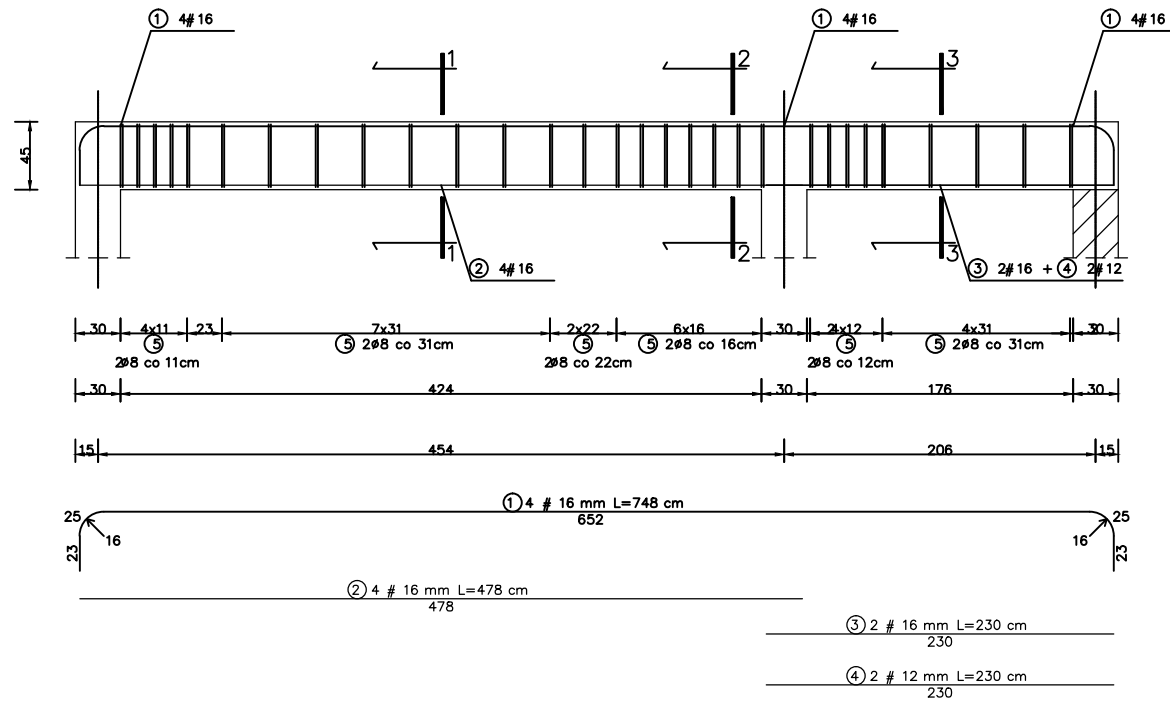 ① 4#16 ① 4#16 ① 4#16
1 2 3
45
1 2 3
② 4#16 ③ 2#16 + ④ 2#12
30 4x11 23 7x31 2x22 6x16 30 4x12 4x31 30
⑤ ⑤ 2ø8 co 31cm ⑤ ⑤ 2ø8 co 16cm ⑤ ⑤ 2ø8 co 31cm
2ø8 co 11cm 2ø8 co 22cm 2ø8 co 12cm
30 424 30 176 30
15 454 206 15
① 4 # 16 mm L=748 cm
25 652 25
16 16
23 23
② 4 # 16 mm L=478 cm
478
③ 2 # 16 mm L=230 cm
230
④ 2 # 12 mm L=230 cm
230